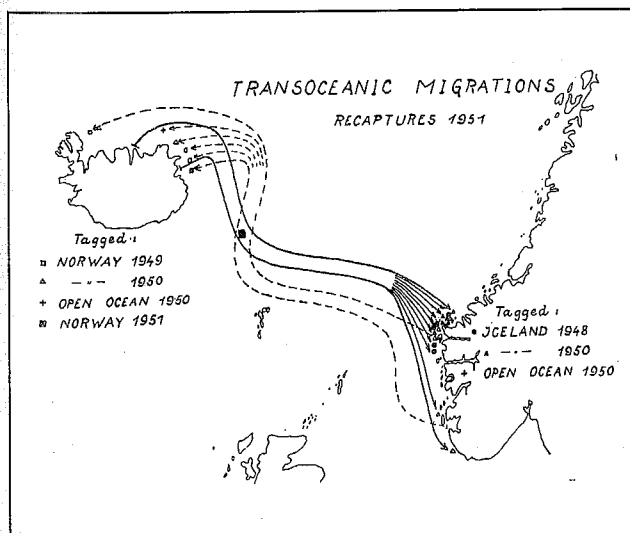 TRANSOCEANIC MIGRATIONS
RECAPTURES 1951
Tagged:
NORWAY 1949
—"— 1950
OPEN OCEAN 1950
NORWAY 1951
Tagged:
ICELAND 1948
—"— 1950
OPEN OCEAN 1950